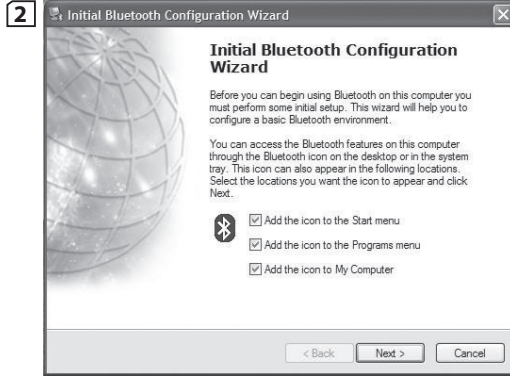 2
Initial Bluetooth Configuration Wizard
Initial Bluetooth Configuration
Wizard
Before you can begin using Bluetooth on this computer you
must perform some initial setup. This wizard will help you to
configure a basic Bluetooth environment.
You can access the Bluetooth features on this computer
through the Bluetooth icon on the desktop or in the system
tray. This icon can also appear in the following locations.
Select the locations you want the icon to appear and click
Next.
Add the icon to the Start menu
Add the icon to the Programs menu
Add the icon to My Computer
< Back Next > Cancel